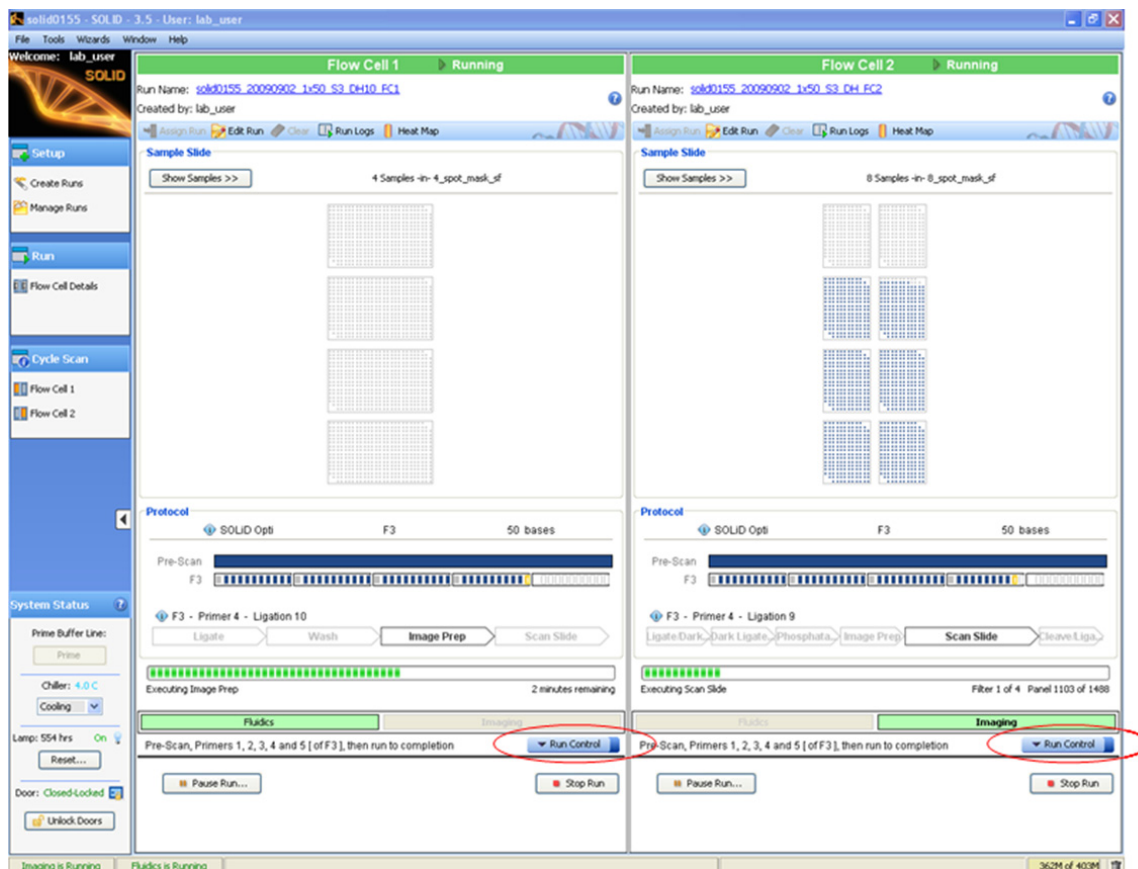 solid0155 - SOLID - 3.5 - User: lab_user
File Tools Wizards Window Help
Welcome: lab_user
SOLID
Setup
Create Runs
Manage Runs
Run
Flow Cell Details
Cycle Scan
Flow Cell 1
Flow Cell 2
System Status
Prime Buffer Line:
Prime
Chiller: 4.0 C
Cooling
Lamp: 554 hrs On
Reset...
Door: Closed-Locked
Unlock Doors
Flow Cell 1 Running
Run Name: solid0155_20090902_1x50_S3_DH10_FC1
Created by: lab_user
Assign Run Edit Run Clear Run Logs Heat Map
Sample Slide
Show Samples >> 4 Samples -in- 4_spot_mask_sf
Protocol
SOLiD Opti F3 50 bases
Pre-Scan
F3
F3 - Primer 4 - Ligation 10
Ligate Wash Image Prep Scan Slide
Executing Image Prep 2 minutes remaining
Fluidics Imaging
Pre-Scan, Primers 1, 2, 3, 4 and 5 [of F3], then run to completion Run Control
Pause Run... Stop Run
Flow Cell 2 Running
Run Name: solid0155_20090902_1x50_S3_DH_FC2
Created by: lab_user
Assign Run Edit Run Clear Run Logs Heat Map
Sample Slide
Show Samples >> 8 Samples -in- 8_spot_mask_sf
Protocol
SOLiD Opti F3 50 bases
Pre-Scan
F3
F3 - Primer 4 - Ligation 9
Ligate/Dark... Dark Ligate... Phosphata... Image Prep Scan Slide Cleave/Liga...
Executing Scan Slide Filter 1 of 4 Panel 1103 of 1488
Fluidics Imaging
Pre-Scan, Primers 1, 2, 3, 4 and 5 [of F3], then run to completion Run Control
Pause Run... Stop Run
Imaging is Running Fluidics is Running 362M of 403M